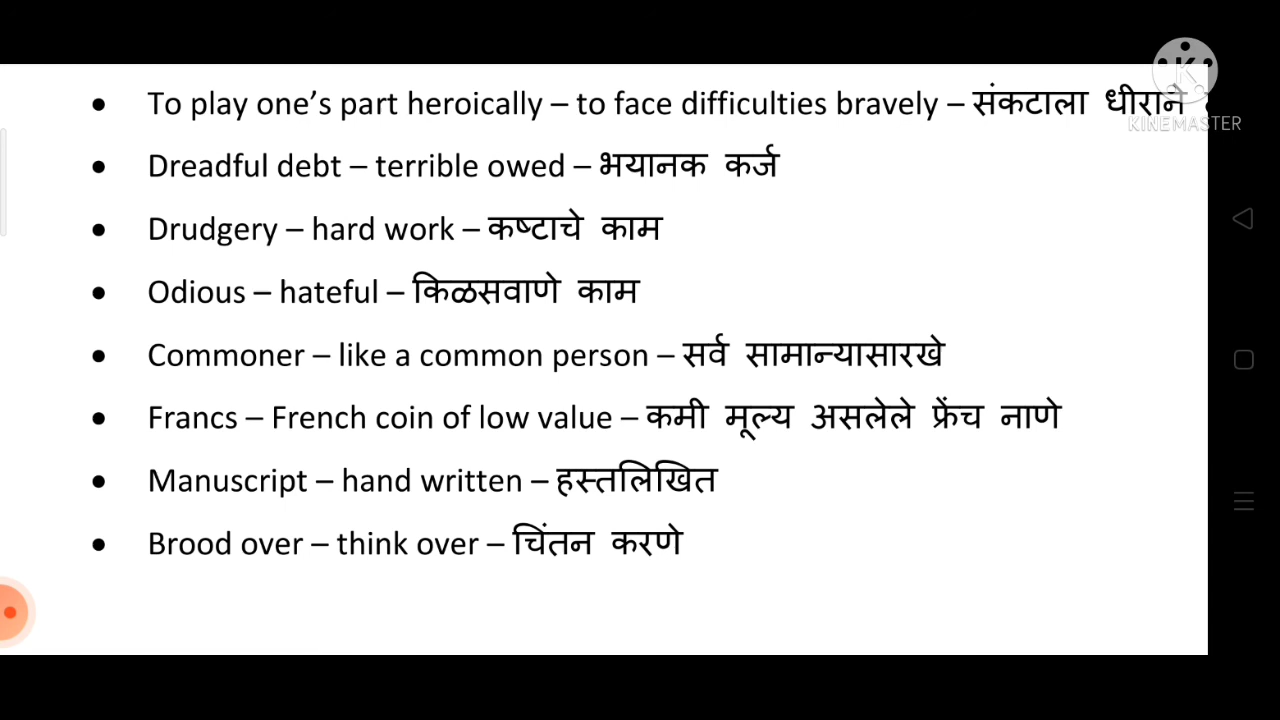 • To play one's part heroically – to face difficulties bravely – संकटाला धीराने
• Dreadful debt – terrible owed – भयानक कर्ज
• Drudgery – hard work – कष्टाचे काम
• Odious – hateful – किळसवाणे काम
• Commoner – like a common person – सर्व सामान्यासारखे
• Francs – French coin of low value – कमी मूल्य असलेले फ्रेंच नाणे
• Manuscript – hand written – हस्तलिखित
• Brood over – think over – चिंतन करणे
KINEMASTER